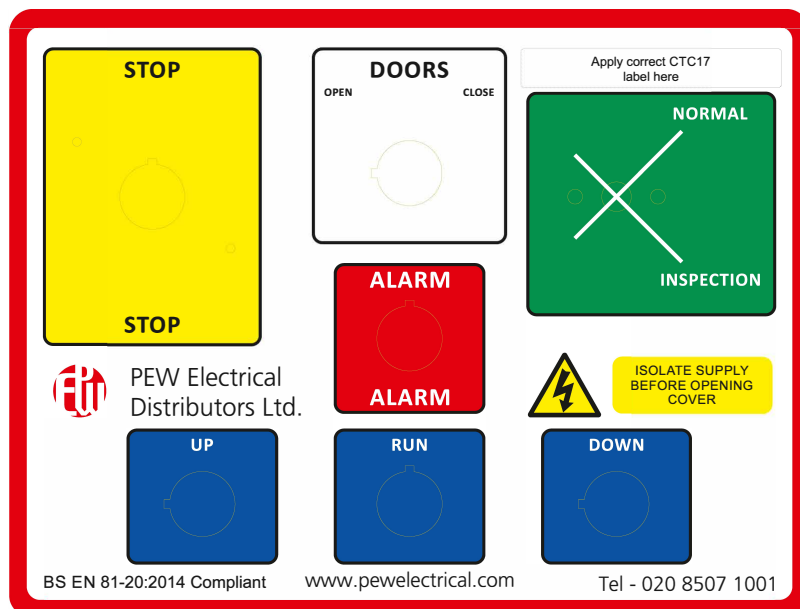 STOP
STOP
DOORS
OPEN CLOSE
Apply correct CTC17
label here
NORMAL
INSPECTION
ALARM
ALARM
PEW
PEW Electrical
Distributors Ltd.
ISOLATE SUPPLY
BEFORE OPENING
COVER
UP
RUN
DOWN
BS EN 81-20:2014 Compliant
www.pewelectrical.com
Tel - 020 8507 1001